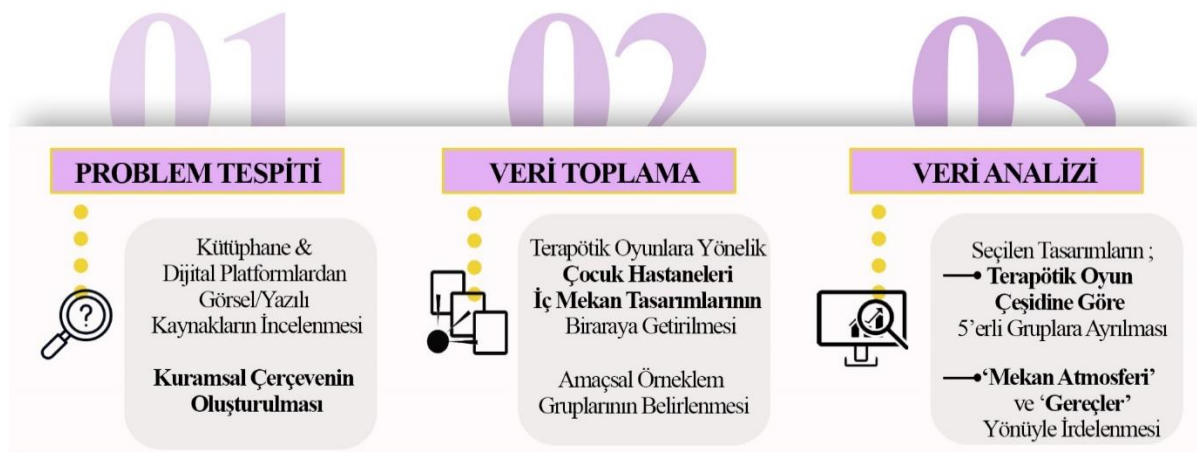 01
PROBLEM TESPİTİ
Kütüphane &
Dijital Platformlardan
Görsel/Yazılı
Kaynakların İncelenmesi
Kuramsal Çerçevenin
Oluşturulması
02
VERİ TOPLAMA
Terapötik Oyunlara Yönelik
Çocuk Hastaneleri
İç Mekan Tasarımlarının
Biraraya Getirilmesi
Amaçsal Örneklem
Gruplarının Belirlenmesi
03
VERİ ANALİZİ
Seçilen Tasarımların ;
Terapötik Oyun
Çeşidine Göre
5’erli Gruplara Ayrılması
‘Mekan Atmosferi’
ve ‘Gereçler’
Yönüyle İrdelenmesi
?